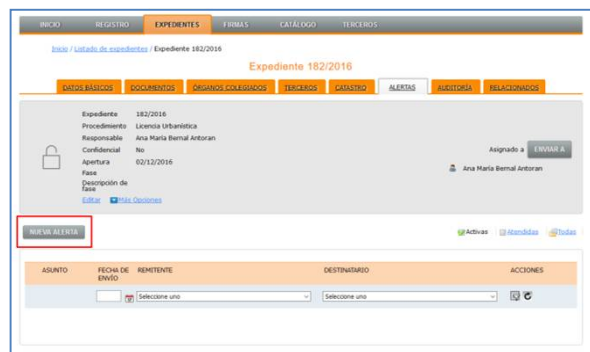 INICIO REGISTRO EXPEDIENTES FIRMAS CATÁLOGO TERCEROS
Inicio / Listado de expedientes / Expediente 182/2016
Expediente 182/2016
DATOS BÁSICOS DOCUMENTOS ÓRGANOS COLEGIADOS TERCEROS CATASTRO ALERTAS AUDITORÍA RELACIONADOS
Expediente 182/2016
Procedimiento Licencia Urbanística
Responsable Ana María Bernal Antoran
Confidencial No
Apertura 02/12/2016
Fase
Descripción de
fase
Editar Más Opciones
Asignado a ENVIAR A
Ana María Bernal Antoran
NUEVA ALERTA
Activas Atendidas Todas
ASUNTO FECHA DE REMITENTE DESTINATARIO ACCIONES
ENVÍO
Seleccione uno Seleccione uno